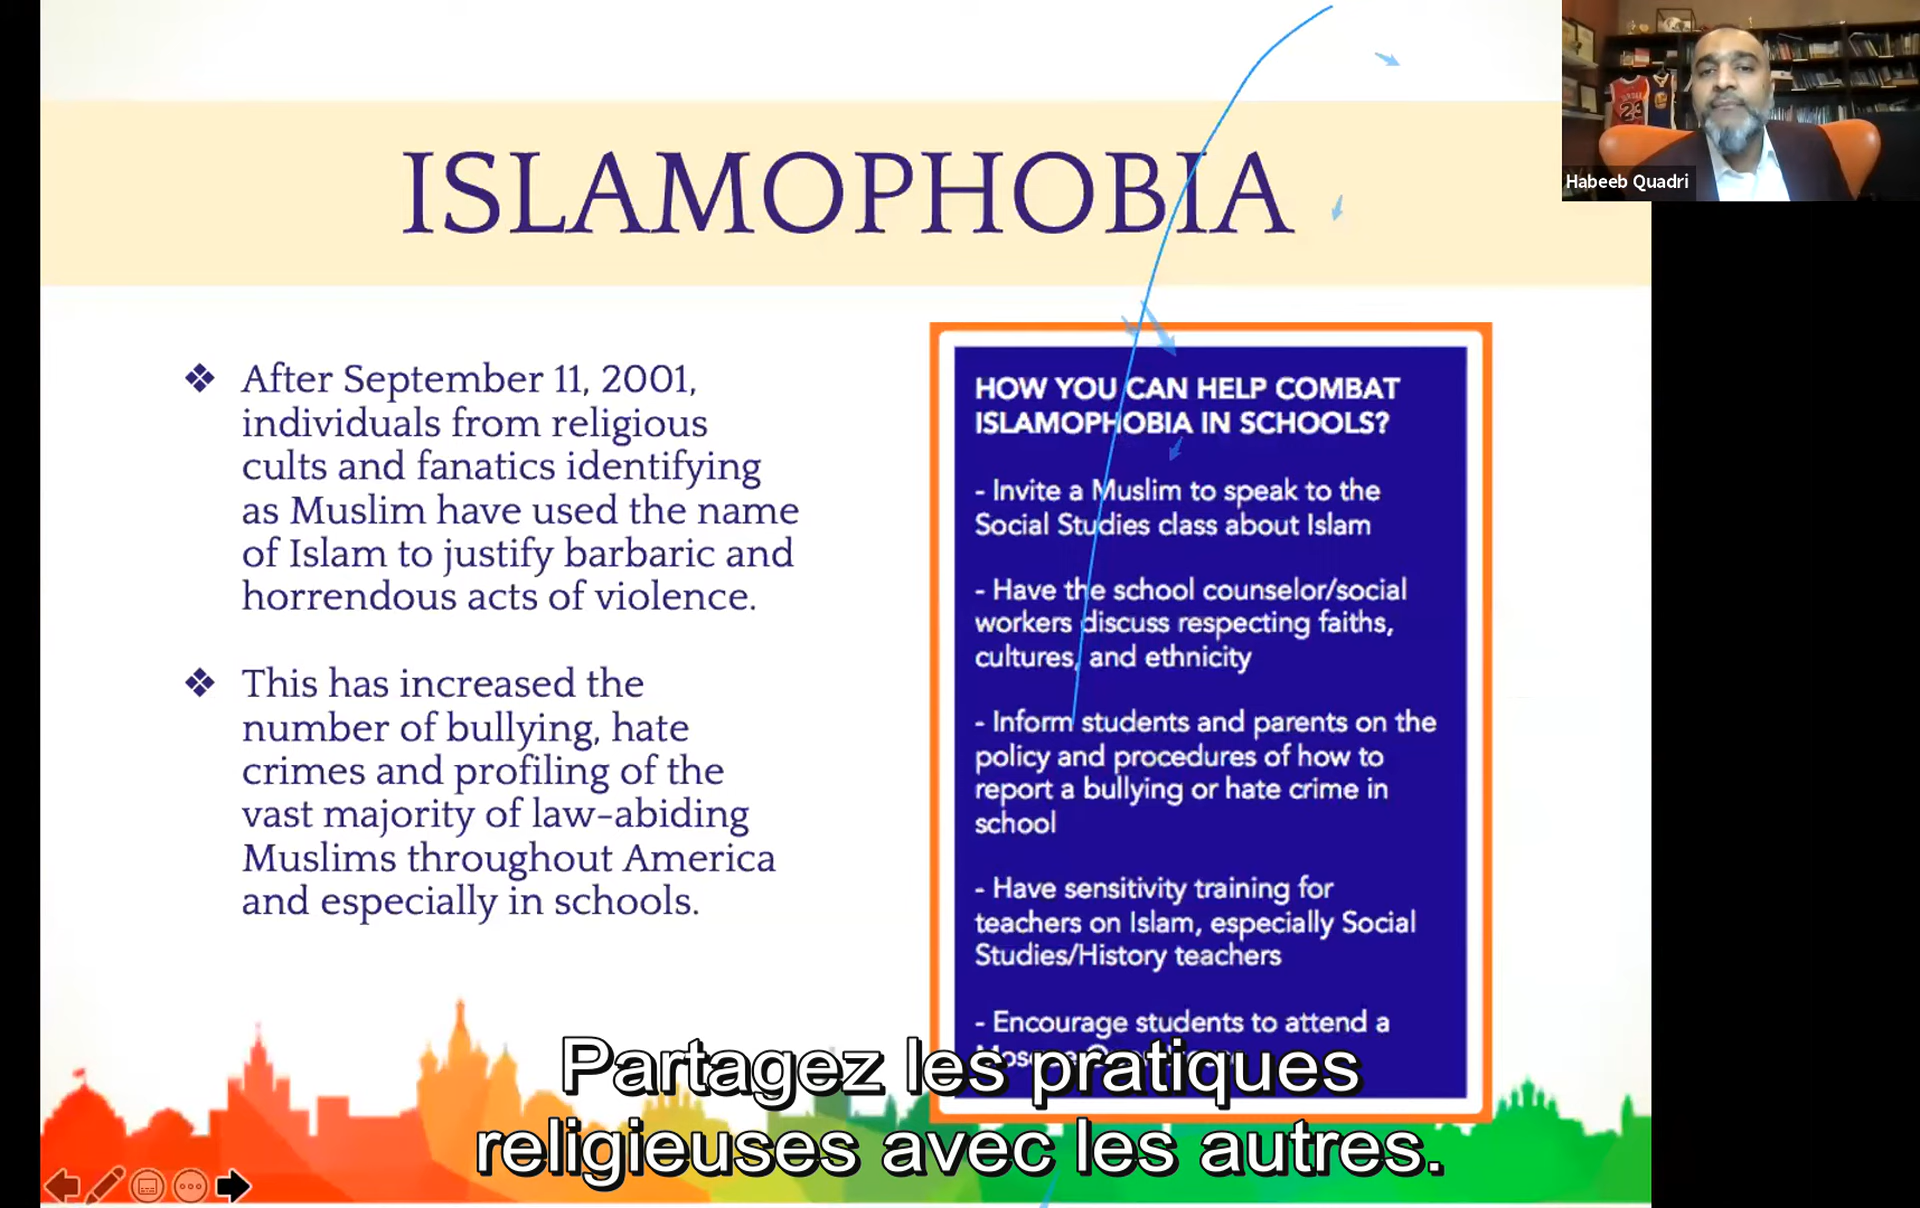 ISLAMOPHOBIA
Habeeb Quadri
After September 11, 2001,
individuals from religious
cults and fanatics identifying
as Muslim have used the name
of Islam to justify barbaric and
horrendous acts of violence.
This has increased the
number of bullying, hate
crimes and profiling of the
vast majority of law-abiding
Muslims throughout America
and especially in schools.
HOW YOU CAN HELP COMBAT
ISLAMOPHOBIA IN SCHOOLS?
- Invite a Muslim to speak to the
Social Studies class about Islam
- Have the school counselor/social
workers discuss respecting faiths,
cultures, and ethnicity
- Inform students and parents on the
policy and procedures of how to
report a bullying or hate crime in
school
- Have sensitivity training for
teachers on Islam, especially Social
Studies/History teachers
- Encourage students to attend a
Partagez les pratiques
religieuses avec les autres.
23